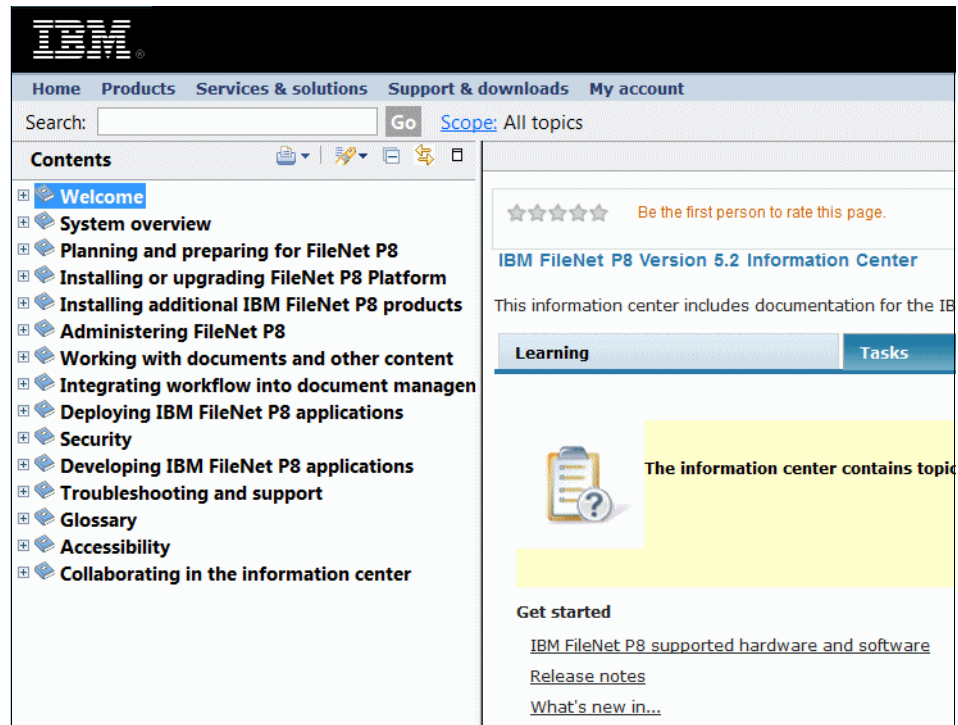 IBM®
Home Products Services & solutions Support & downloads My account
Search: Go Scope: All topics
Contents
Welcome
System overview
Planning and preparing for FileNet P8
Installing or upgrading FileNet P8 Platform
Installing additional IBM FileNet P8 products
Administering FileNet P8
Working with documents and other content
Integrating workflow into document managen
Deploying IBM FileNet P8 applications
Security
Developing IBM FileNet P8 applications
Troubleshooting and support
Glossary
Accessibility
Collaborating in the information center
Be the first person to rate this page.
IBM FileNet P8 Version 5.2 Information Center
This information center includes documentation for the IB
Learning Tasks
The information center contains topic
Get started
IBM FileNet P8 supported hardware and software
Release notes
What's new in...